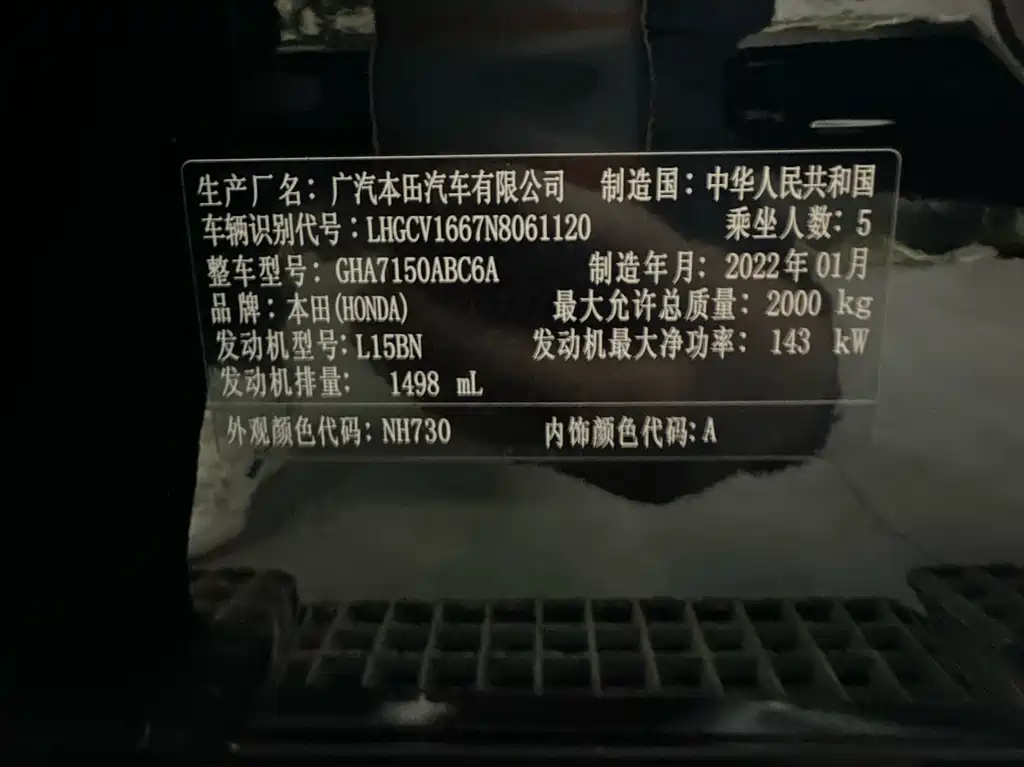 生产厂名：广汽本田汽车有限公司 制造国：中华人民共和国
车辆识别代号：LHGCV1667N8061120 乘坐人数：5
整车型号：GHA7150ABC6A 制造年月：2022年01月
品牌：本田(HONDA) 最大允许总质量：2000 kg
发动机型号：L15BN 发动机最大净功率：143 kW
发动机排量：1498 mL
外观颜色代码：NH730 内饰颜色代码：A